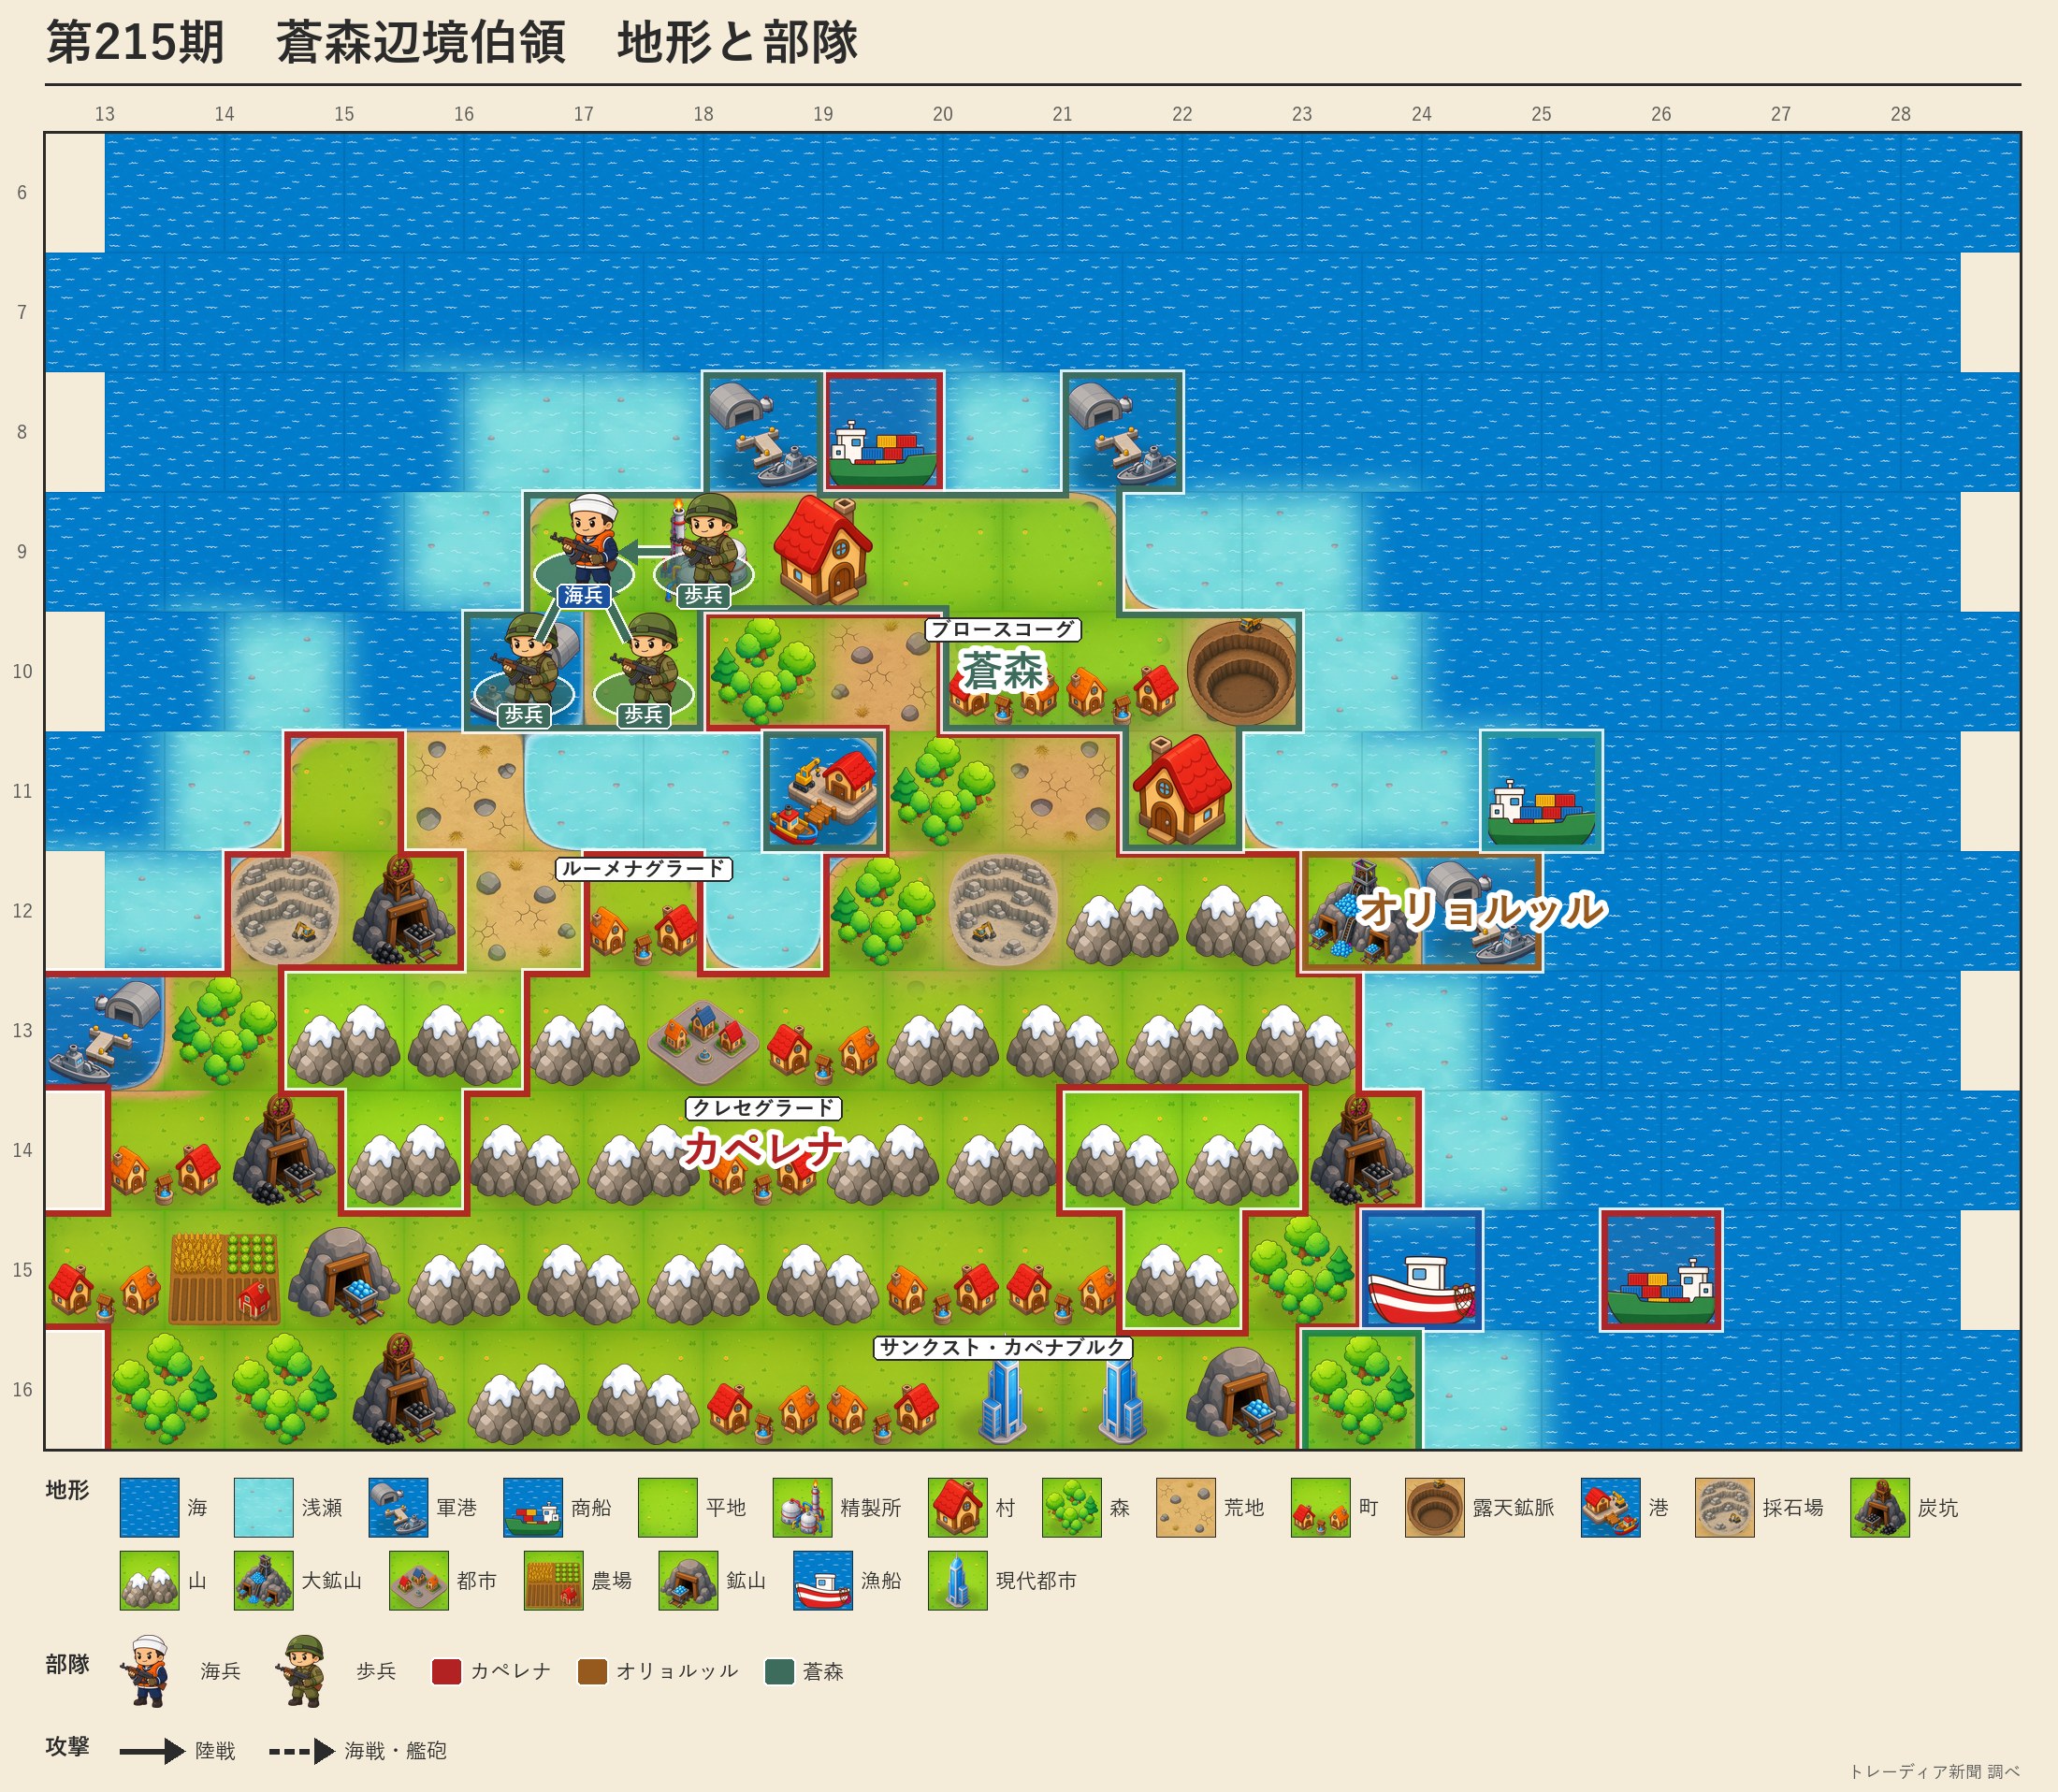 第215期　蒼森辺境伯領　地形と部隊
13 14 15 16 17 18 19 20 21 22 23 24 25 26 27 28
6
7
8
9
海兵 歩兵
10
ブロースコーグ
蒼森
歩兵 歩兵
11
12
ルーメナグラード
オリョルッル
13
14
クレセグラード
カペレナ
15
16
サンクスト・カペナブルク
地形 海 浅瀬 軍港 商船 平地 精製所 村 森 荒地 町 露天鉱脈 港 採石場 炭坑
山 大鉱山 都市 農場 鉱山 漁船 現代都市
部隊 海兵 歩兵 カペレナ オリョルッル 蒼森
攻撃 陸戦 海戦・艦砲
トレーディア新聞 調べ